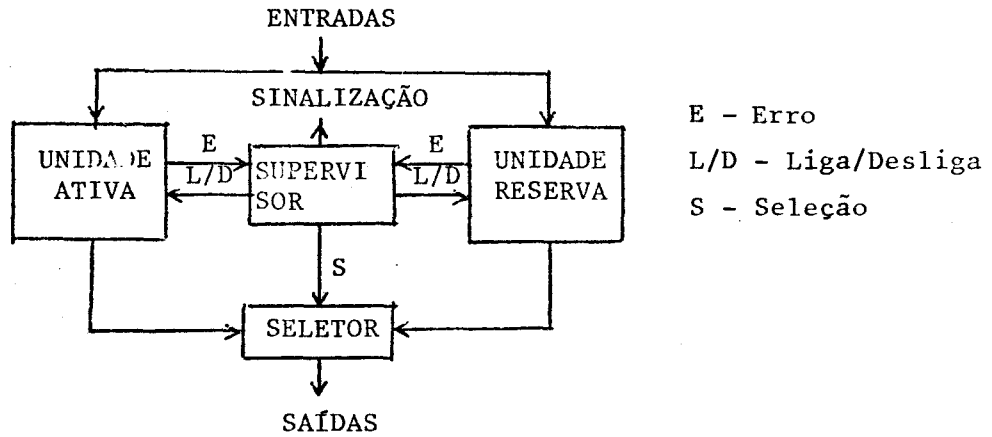 ENTRADAS
SINALIZAÇÃO
UNIDADE
ATIVA
E
L/D
SUPERVI
SOR
E
L/D
UNIDADE
RESERVA
S
SELETOR
SAÍDAS
E - Erro
L/D - Liga/Desliga
S - Seleção